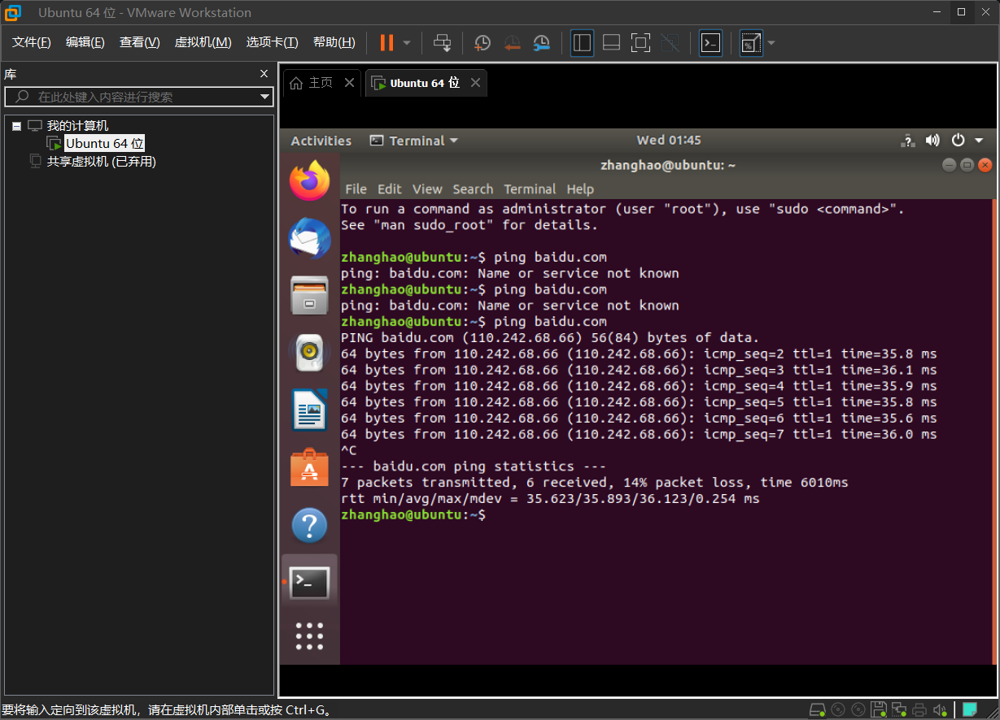 Ubuntu 64 位 - VMware Workstation
文件(F) 编辑(E) 查看(V) 虚拟机(M) 选项卡(T) 帮助(H)
库
在此处键入内容进行搜索
我的计算机
Ubuntu 64 位
共享虚拟机 (已弃用)
主页
Ubuntu 64 位
Activities Terminal Wed 01:45
zhanghao@ubuntu: ~
File Edit View Search Terminal Help
To run a command as administrator (user "root"), use "sudo <command>".
See "man sudo_root" for details.
zhanghao@ubuntu:~$ ping baidu.com
ping: baidu.com: Name or service not known
zhanghao@ubuntu:~$ ping baidu.com
ping: baidu.com: Name or service not known
zhanghao@ubuntu:~$ ping baidu.com
PING baidu.com (110.242.68.66) 56(84) bytes of data.
64 bytes from 110.242.68.66 (110.242.68.66): icmp_seq=2 ttl=1 time=35.8 ms
64 bytes from 110.242.68.66 (110.242.68.66): icmp_seq=3 ttl=1 time=36.1 ms
64 bytes from 110.242.68.66 (110.242.68.66): icmp_seq=4 ttl=1 time=35.9 ms
64 bytes from 110.242.68.66 (110.242.68.66): icmp_seq=5 ttl=1 time=35.8 ms
64 bytes from 110.242.68.66 (110.242.68.66): icmp_seq=6 ttl=1 time=35.6 ms
64 bytes from 110.242.68.66 (110.242.68.66): icmp_seq=7 ttl=1 time=36.0 ms
^C
--- baidu.com ping statistics ---
7 packets transmitted, 6 received, 14% packet loss, time 6010ms
rtt min/avg/max/mdev = 35.623/35.893/36.123/0.254 ms
zhanghao@ubuntu:~$
要将输入定向到该虚拟机，请在虚拟机内部单击或按 Ctrl+G。